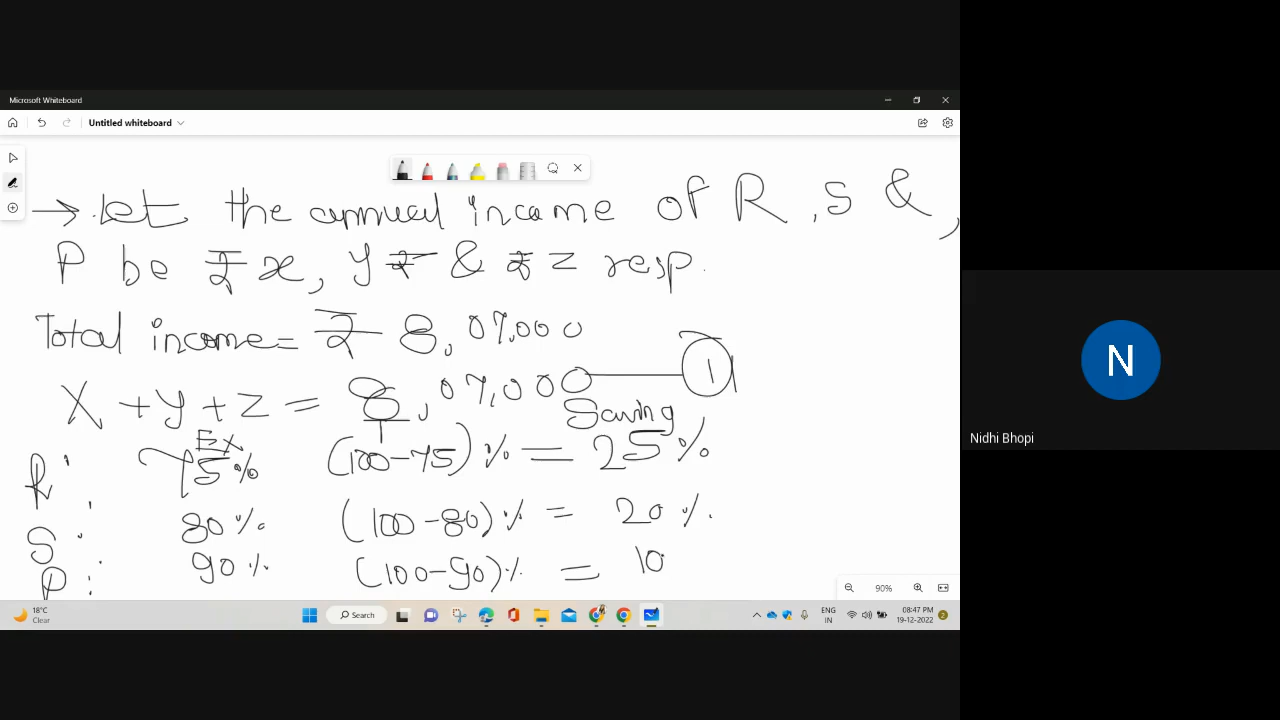 Microsoft Whiteboard
Untitled whiteboard
→ Let the annual income of R, S &
P be ₹ x, y ₹ & ₹ z resp.
Total income = ₹ 8,07,000
X + y + z = 8,07,000 — 1
Ex Saving
R: 75% (100-75)% = 25%
S: 80% (100-80)% = 20%.
P: 90% (100-90)% = 10
N
Nidhi Bhopi
90%
18°C
Clear
Search
ENG
IN
08:47 PM
19-12-2022
2